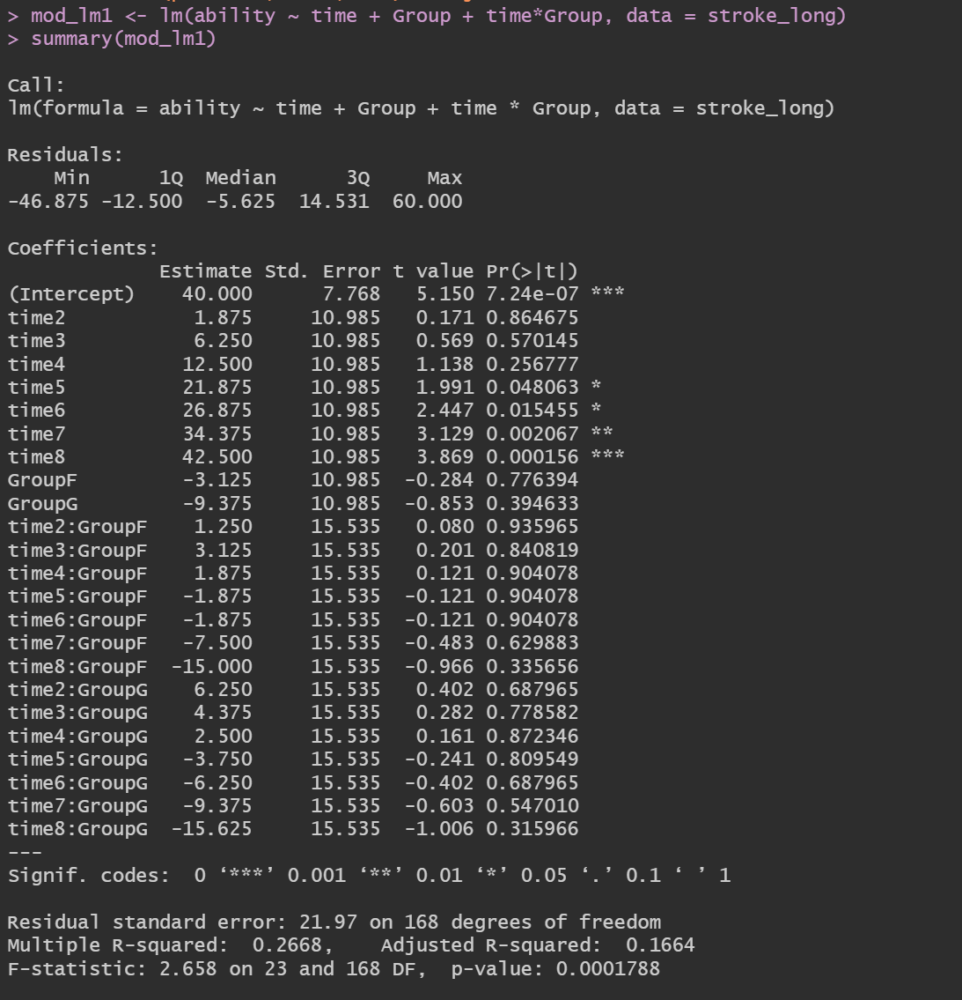 > mod_lm1 <- lm(ability ~ time + Group + time*Group, data = stroke_long)
> summary(mod_lm1)
Call:
lm(formula = ability ~ time + Group + time * Group, data = stroke_long)
Residuals:
    Min      1Q  Median      3Q     Max
-46.875 -12.500  -5.625  14.531  60.000
Coefficients:
             Estimate Std. Error t value Pr(>|t|)
(Intercept)    40.000      7.768   5.150 7.24e-07 ***
time2           1.875     10.985   0.171 0.864675
time3           6.250     10.985   0.569 0.570145
time4          12.500     10.985   1.138 0.256777
time5          21.875     10.985   1.991 0.048063 *
time6          26.875     10.985   2.447 0.015455 *
time7          34.375     10.985   3.129 0.002067 **
time8          42.500     10.985   3.869 0.000156 ***
GroupF         -3.125     10.985  -0.284 0.776394
GroupG         -9.375     10.985  -0.853 0.394633
time2:GroupF    1.250     15.535   0.080 0.935965
time3:GroupF    3.125     15.535   0.201 0.840819
time4:GroupF    1.875     15.535   0.121 0.904078
time5:GroupF   -1.875     15.535  -0.121 0.904078
time6:GroupF   -1.875     15.535  -0.121 0.904078
time7:GroupF   -7.500     15.535  -0.483 0.629883
time8:GroupF  -15.000     15.535  -0.966 0.335656
time2:GroupG    6.250     15.535   0.402 0.687965
time3:GroupG    4.375     15.535   0.282 0.778582
time4:GroupG    2.500     15.535   0.161 0.872346
time5:GroupG   -3.750     15.535  -0.241 0.809549
time6:GroupG   -6.250     15.535  -0.402 0.687965
time7:GroupG   -9.375     15.535  -0.603 0.547010
time8:GroupG  -15.625     15.535  -1.006 0.315966
---
Signif. codes:  0 ‘***’ 0.001 ‘**’ 0.01 ‘*’ 0.05 ‘.’ 0.1 ‘ ’ 1
Residual standard error: 21.97 on 168 degrees of freedom
Multiple R-squared:  0.2668,    Adjusted R-squared:  0.1664
F-statistic: 2.658 on 23 and 168 DF,  p-value: 0.0001788